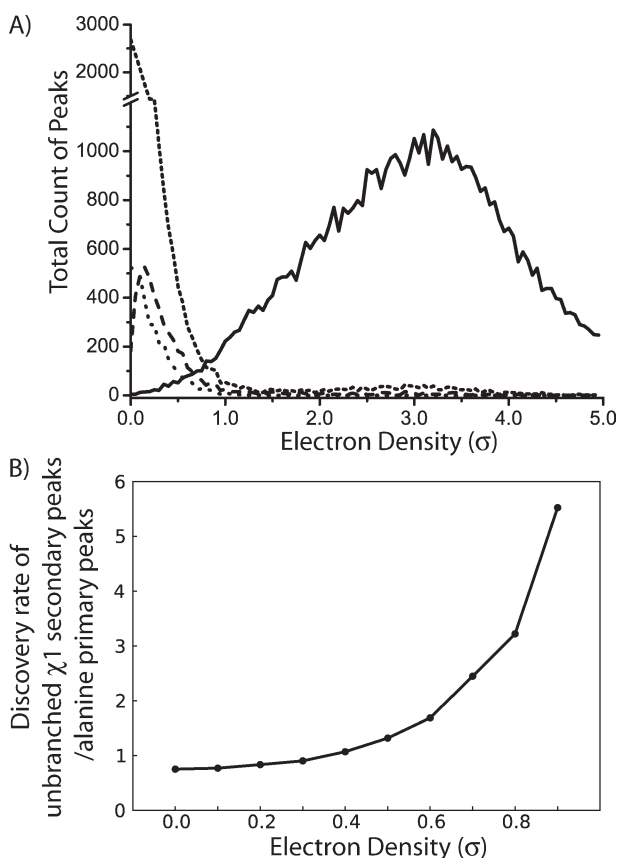 A)
Total Count of Peaks
3000
2000
1000
800
600
400
200
0
0.0 1.0 2.0 3.0 4.0 5.0
Electron Density (σ)
B)
Discovery rate of
unbranched χ1 secondary peaks
/alanine primary peaks
6
5
4
3
2
1
0
0.0 0.2 0.4 0.6 0.8
Electron Density (σ)